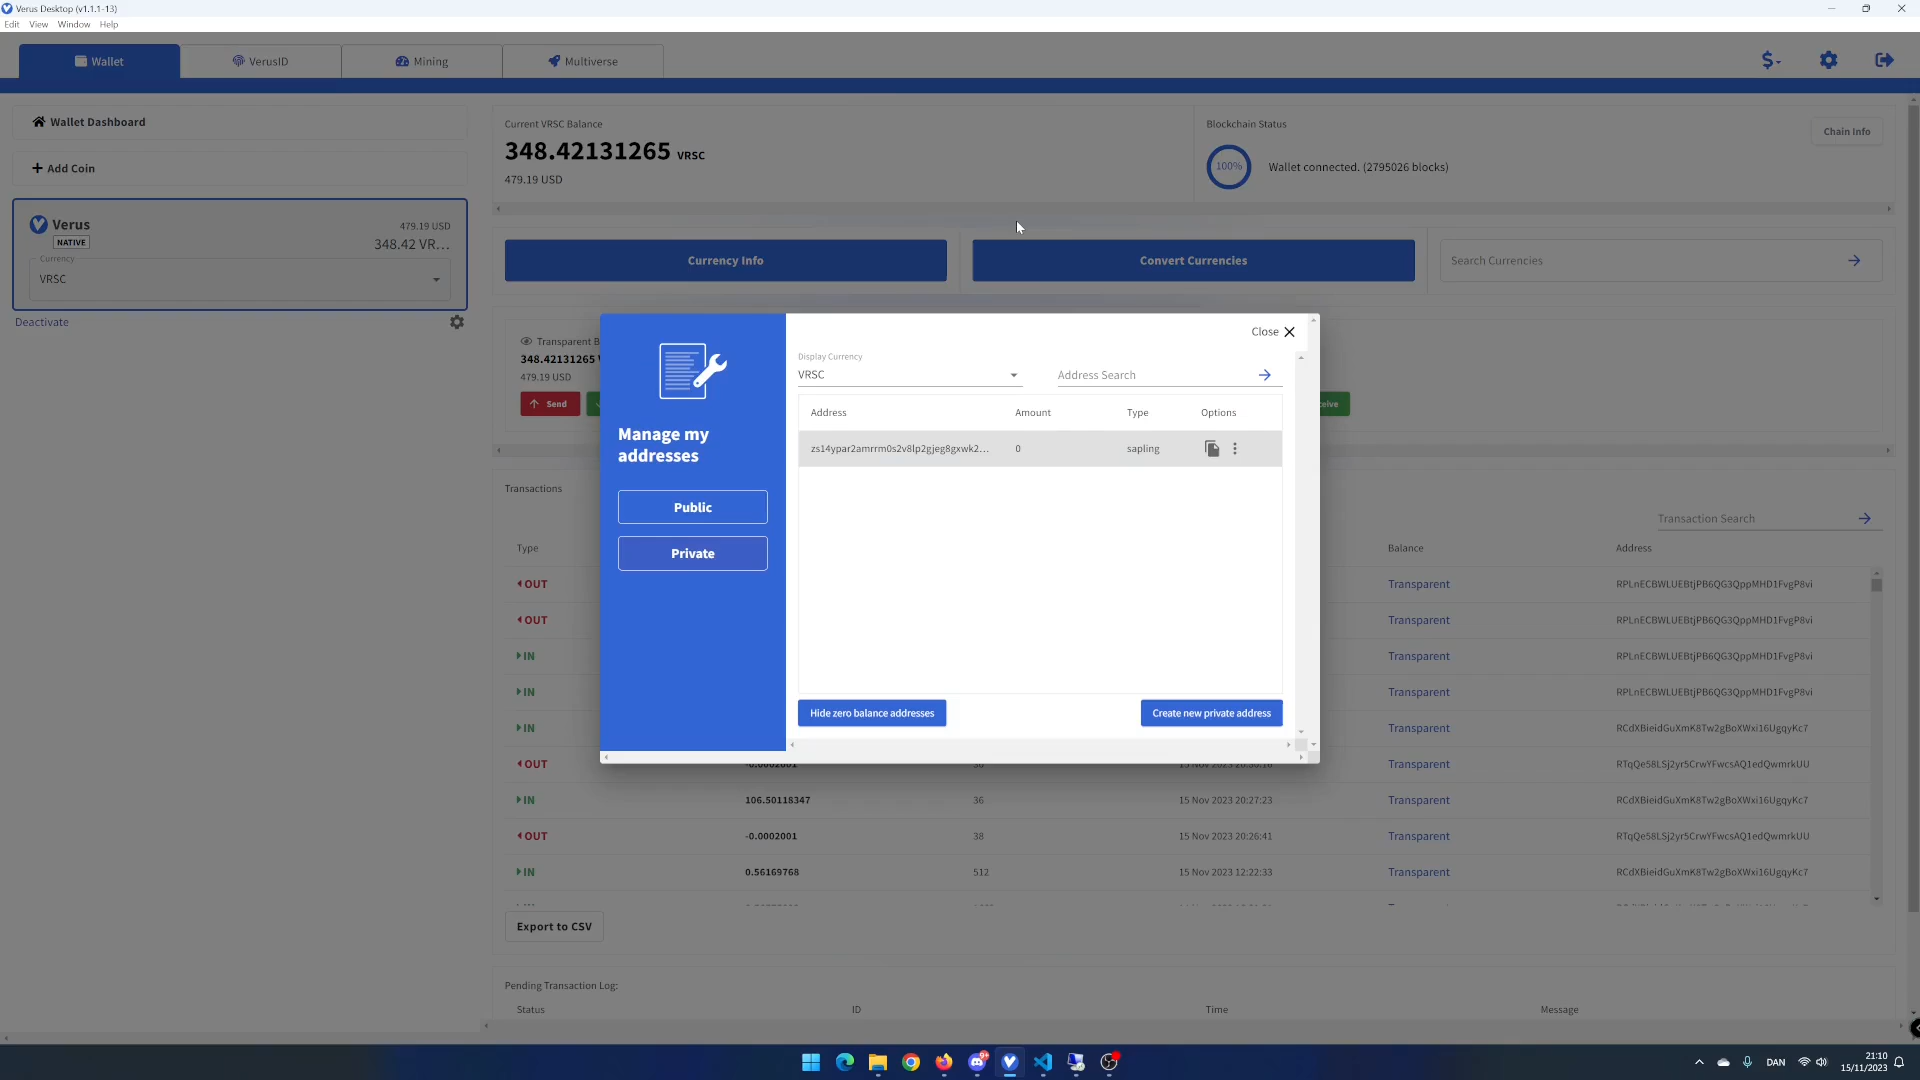 Verus Desktop (v1.1.1-13)
Edit View Window Help
Wallet
VerusID
Mining
Multiverse
Wallet Dashboard
Add Coin
Verus
NATIVE
479.19 USD
348.42 VR...
Currency
VRSC
Deactivate
Current VRSC Balance
348.42131265 VRSC
479.19 USD
Blockchain Status
Chain Info
100%
Wallet connected. (2795026 blocks)
Currency Info
Convert Currencies
Search Currencies
Transparent B
348.42131265
479.19 USD
Send
Manage my
addresses
Public
Private
Close
Display Currency
VRSC
Address Search
Address Amount Type Options
zs14ypar2amrrm0s2v8lp2gjeg8gxwk2... 0 sapling
Hide zero balance addresses
Create new private address
Transactions
Transaction Search
Type Balance Address
OUT Transparent RPLnECBWLUEBtjPB6QG3QppMHD1FvgP8vi
OUT Transparent RPLnECBWLUEBtjPB6QG3QppMHD1FvgP8vi
IN Transparent RPLnECBWLUEBtjPB6QG3QppMHD1FvgP8vi
IN Transparent RPLnECBWLUEBtjPB6QG3QppMHD1FvgP8vi
IN Transparent RCdXBieidGuXmK8Tw2gBoXWxi16UgqyKc7
OUT Transparent RTqQe58LSj2yr5CrwYFwcsAQ1edQwmrkUU
IN 106.50118347 36 15 Nov 2023 20:27:23 Transparent RCdXBieidGuXmK8Tw2gBoXWxi16UgqyKc7
OUT -0.0002001 38 15 Nov 2023 20:26:41 Transparent RTqQe58LSj2yr5CrwYFwcsAQ1edQwmrkUU
IN 0.56169768 512 15 Nov 2023 12:22:33 Transparent RCdXBieidGuXmK8Tw2gBoXWxi16UgqyKc7
Export to CSV
Pending Transaction Log:
Status ID Time Message
DAN
21:10
15/11/2023